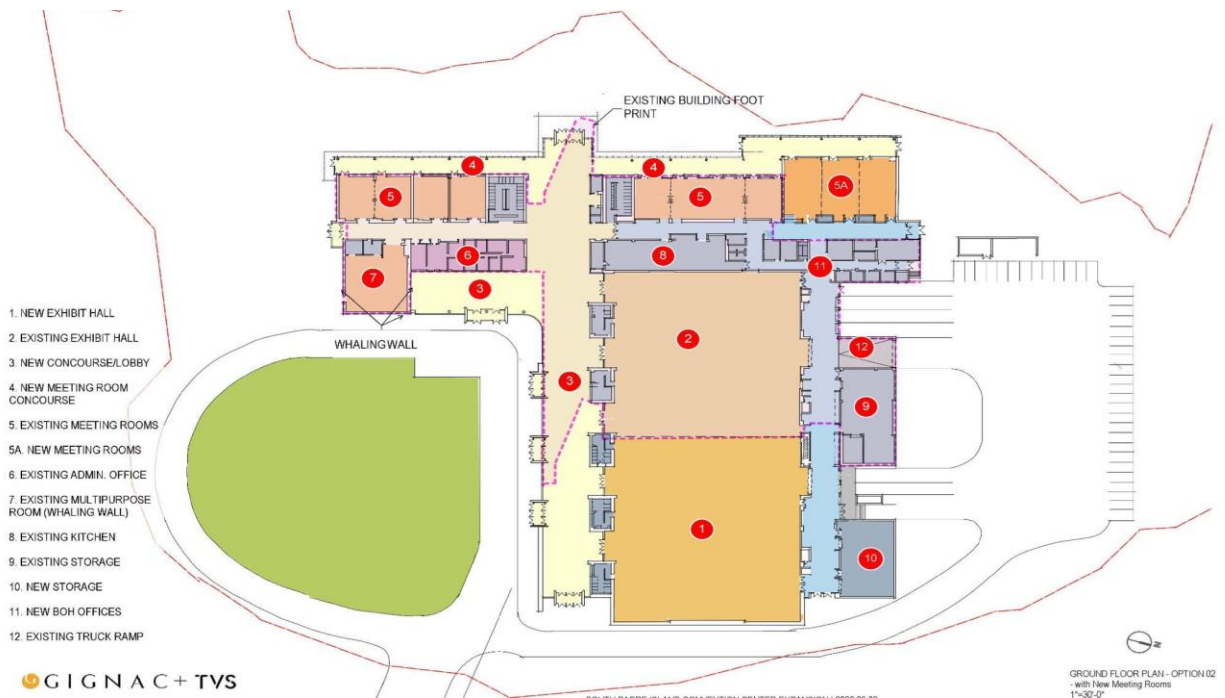 EXISTING BUILDING FOOT
PRINT
4
4
5
5
5A
6
8
7
11
3
WHALING WALL
2
12
3
9
1
10
1. NEW EXHIBIT HALL
2. EXISTING EXHIBIT HALL
3. NEW CONCOURSE/LOBBY
4. NEW MEETING ROOM
CONCOURSE
5. EXISTING MEETING ROOMS
5A. NEW MEETING ROOMS
6. EXISTING ADMIN. OFFICE
7. EXISTING MULTIPURPOSE
ROOM (WHALING WALL)
8. EXISTING KITCHEN
9. EXISTING STORAGE
10. NEW STORAGE
11. NEW BOH OFFICES
12. EXISTING TRUCK RAMP
GIGNAC + TVS
N
GROUND FLOOR PLAN - OPTION 02
- with New Meeting Rooms
1"=30'-0"